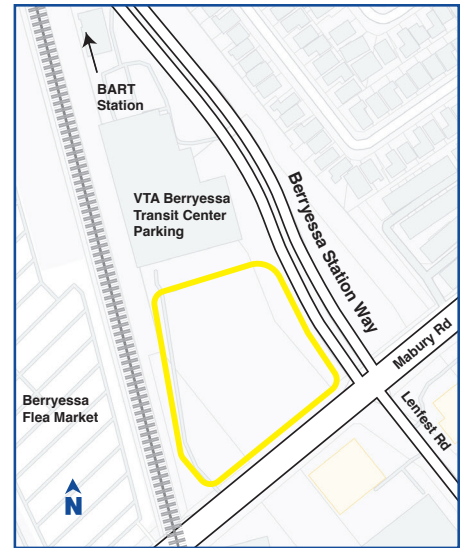 BART
Station
VTA Berryessa
Transit Center
Parking
Berryessa Station Way
Mabury Rd
Lenfest Rd
Berryessa
Flea Market
N